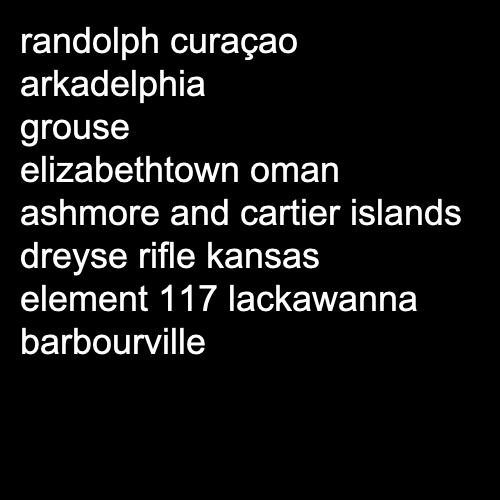 randolph curaçao
arkadelphia
grouse
elizabethtown oman
ashmore and cartier islands
dreyse rifle kansas
element 117 lackawanna
barbourville